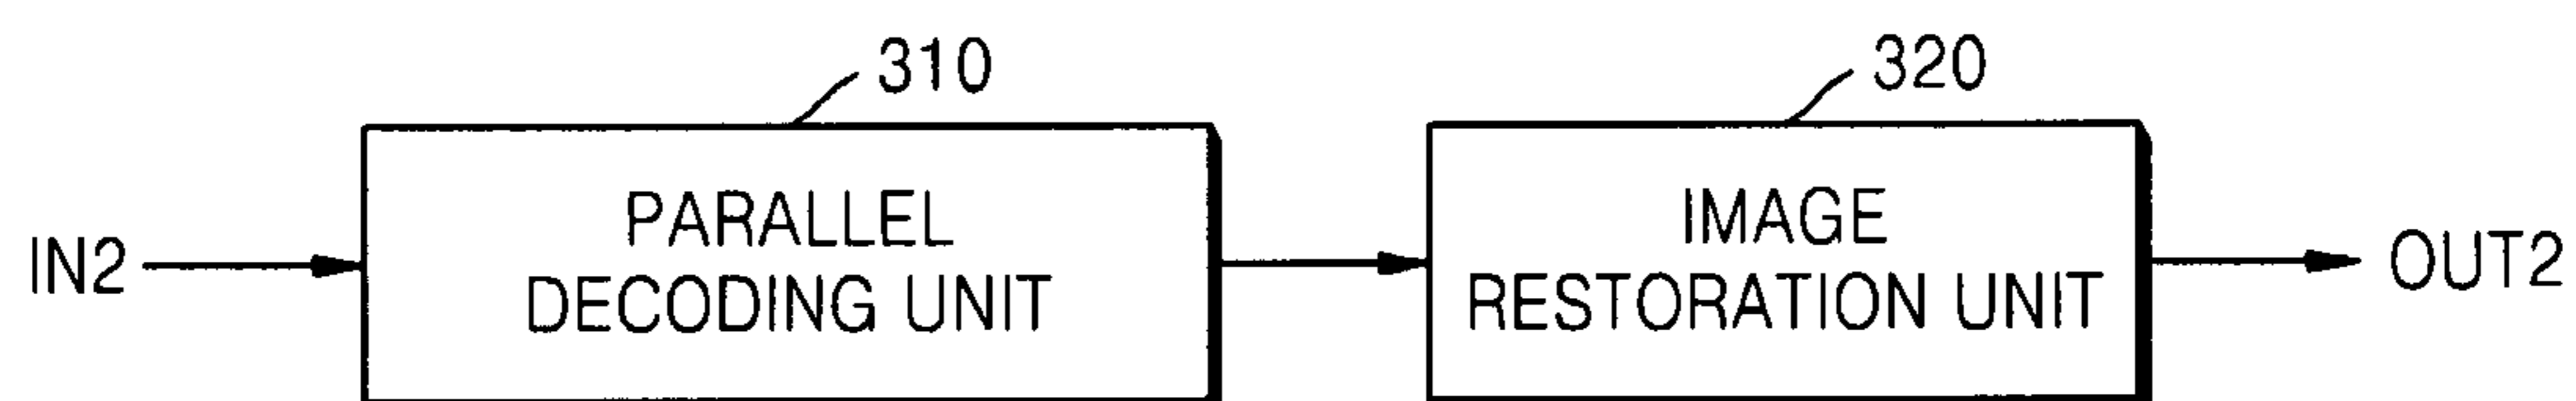 310
320
IN2
PARALLEL
DECODING UNIT
IMAGE
RESTORATION UNIT
OUT2